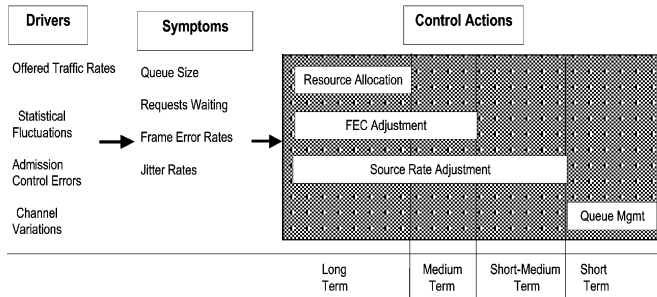 Drivers
Symptoms
Control Actions
Offered Traffic Rates
Statistical
Fluctuations
Admission
Control Errors
Channel
Variations
Queue Size
Requests Waiting
Frame Error Rates
Jitter Rates
Resource Allocation
FEC Adjustment
Source Rate Adjustment
Queue Mgmt
Long
Term
Medium
Term
Short-Medium
Term
Short
Term